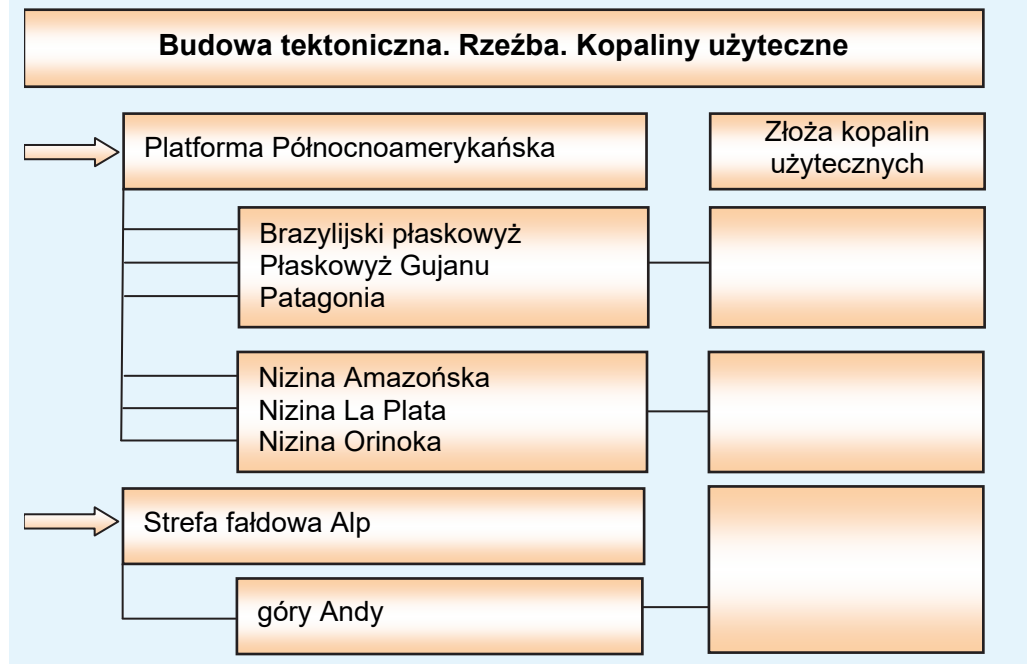 Budowa tektoniczna. Rzeźba. Kopaliny użyteczne
Platforma Północnoamerykańska
Złoża kopalin
użytecznych
Brazylijski płaskowyż
Płaskowyż Gujanu
Patagonia
Nizina Amazońska
Nizina La Plata
Nizina Orinoka
Strefa fałdowa Alp
góry Andy